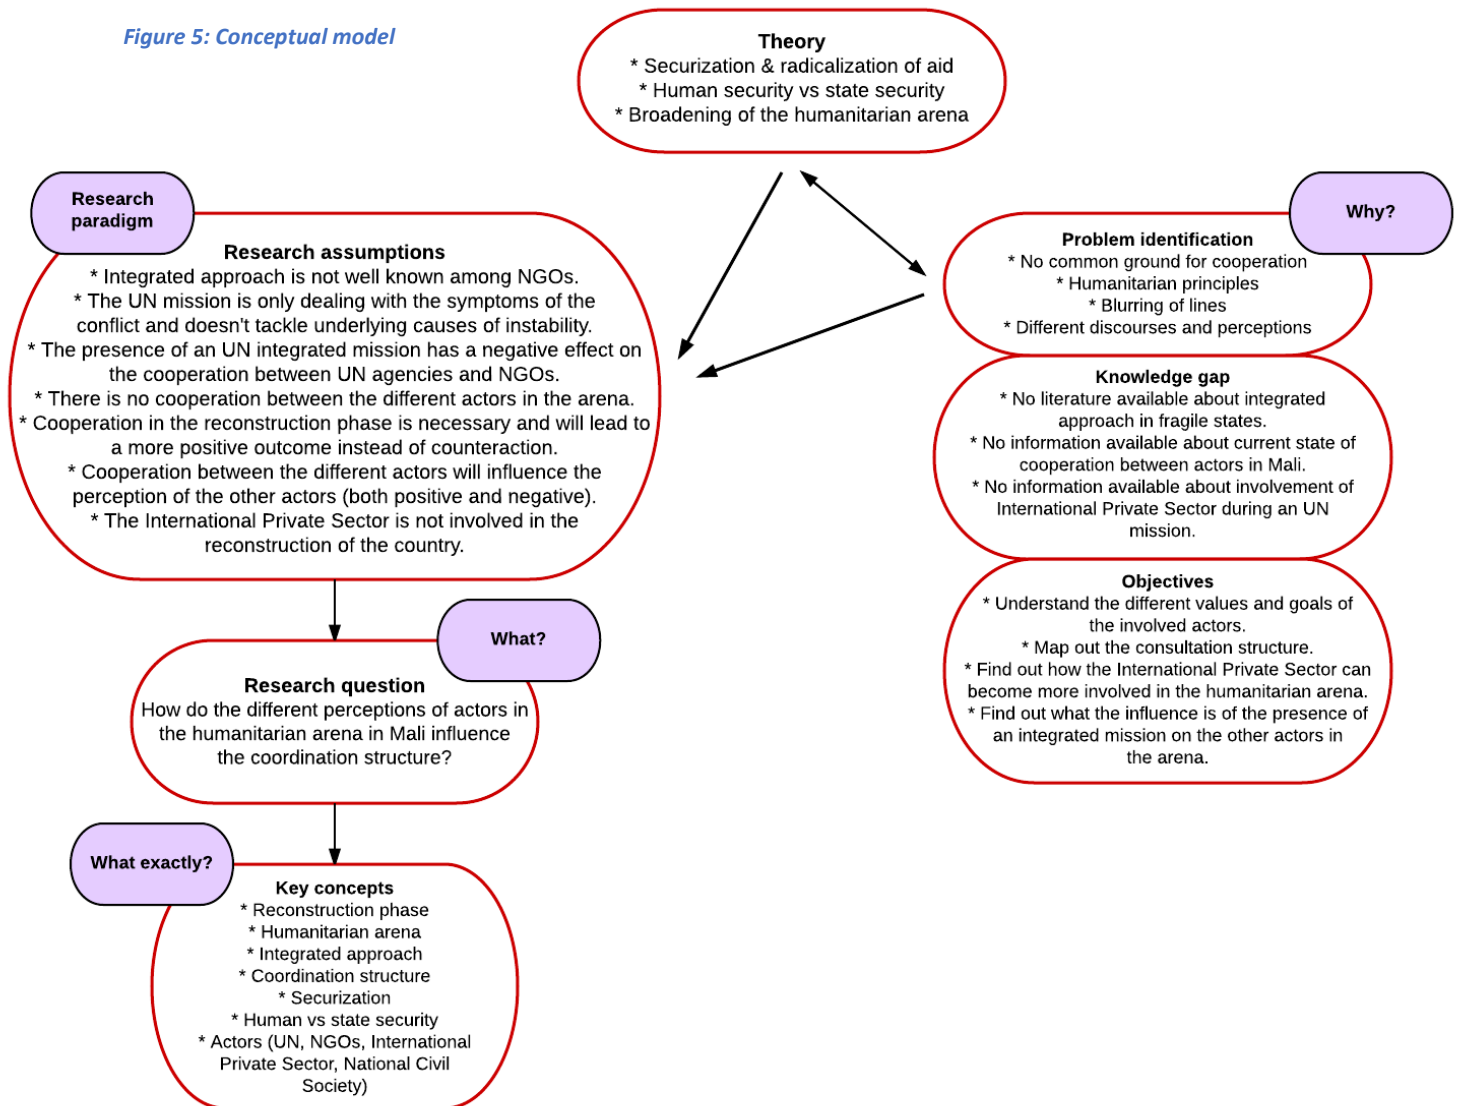 Figure 5: Conceptual model
Theory
* Securization & radicalization of aid
* Human security vs state security
* Broadening of the humanitarian arena
Research
paradigm
Research assumptions
* Integrated approach is not well known among NGOs.
* The UN mission is only dealing with the symptoms of the
conflict and doesn't tackle underlying causes of instability.
* The presence of an UN integrated mission has a negative effect on
the cooperation between UN agencies and NGOs.
* There is no cooperation between the different actors in the arena.
* Cooperation in the reconstruction phase is necessary and will lead to
a more positive outcome instead of counteraction.
* Cooperation between the different actors will influence the
perception of the other actors (both positive and negative).
* The International Private Sector is not involved in the
reconstruction of the country.
Why?
Problem identification
* No common ground for cooperation
* Humanitarian principles
* Blurring of lines
* Different discourses and perceptions
Knowledge gap
* No literature available about integrated
approach in fragile states.
* No information available about current state of
cooperation between actors in Mali.
* No information available about involvement of
International Private Sector during an UN
mission.
Objectives
* Understand the different values and goals of
the involved actors.
* Map out the consultation structure.
* Find out how the International Private Sector can
become more involved in the humanitarian arena.
* Find out what the influence is of the presence of
an integrated mission on the other actors in
the arena.
What?
Research question
How do the different perceptions of actors in
the humanitarian arena in Mali influence
the coordination structure?
What exactly?
Key concepts
* Reconstruction phase
* Humanitarian arena
* Integrated approach
* Coordination structure
* Securization
* Human vs state security
* Actors (UN, NGOs, International
Private Sector, National Civil
Society)